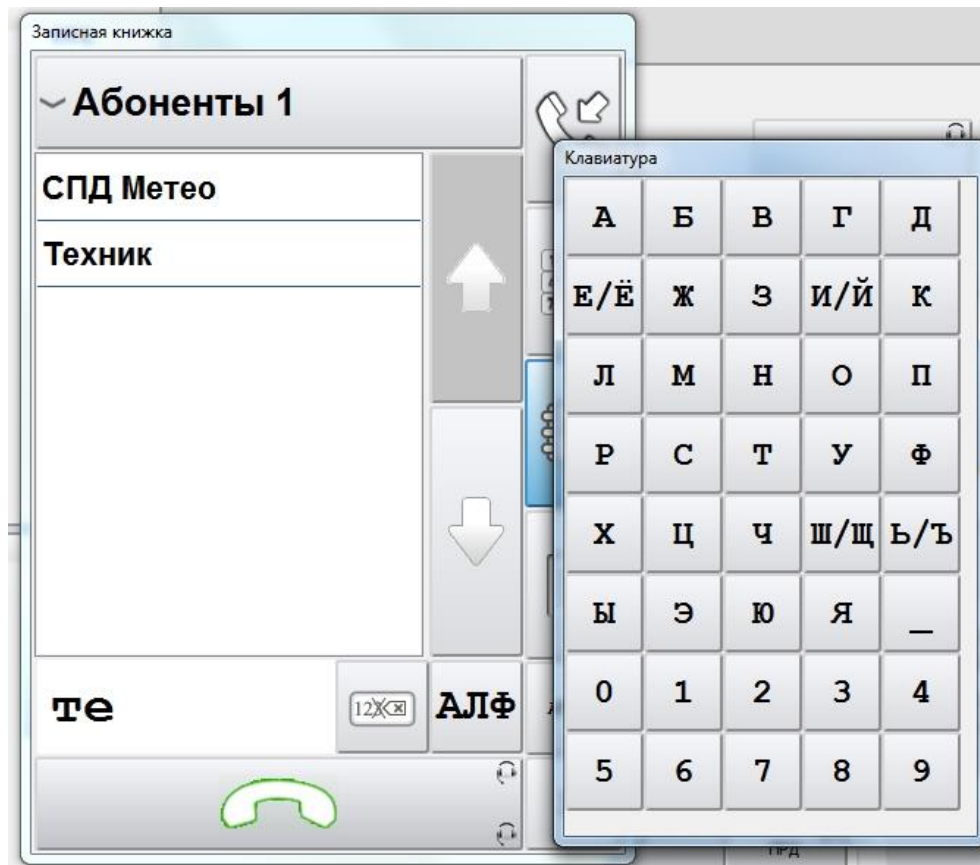 Записная книжка
Абоненты 1
СПД Метео
Техник
те
АЛФ
Клавиатура
А Б В Г Д
Е/Ё Ж З И/Й К
Л М Н О П
Р С Т У Ф
Х Ц Ч Ш/Щ Ь/Ъ
Ы Э Ю Я _
0 1 2 3 4
5 6 7 8 9
ПРД